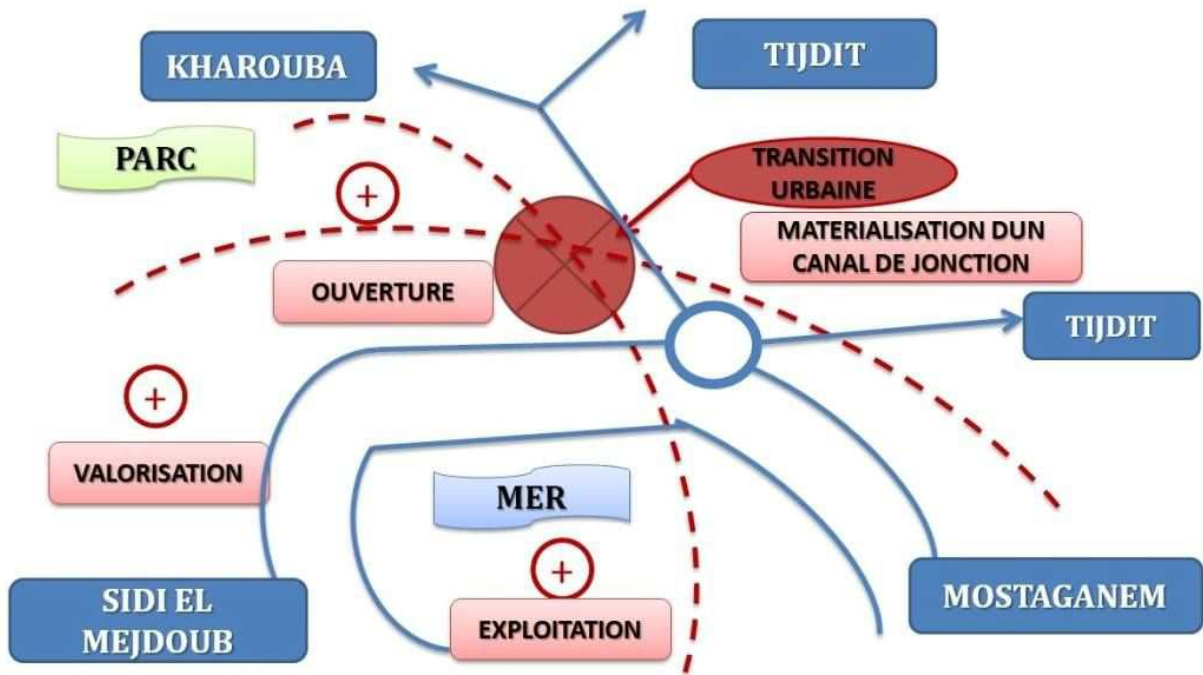 KHAROUBA
TIJDIT
PARC
+
TRANSITION
URBAINE
MATERIALISATION DUN
CANAL DE JONCTION
OUVERTURE
TIJDIT
+
VALORISATION
MER
+
EXPLOITATION
SIDI EL
MEJDOUB
MOSTAGANEM